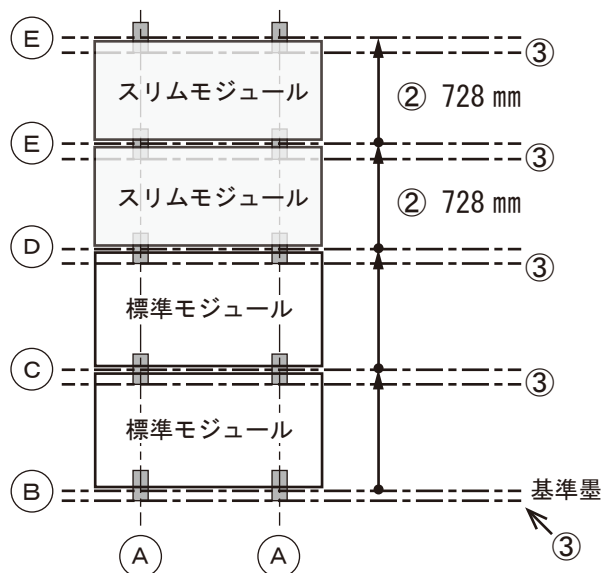 A A
E ③
スリムモジュール ② 728 mm
E ③
スリムモジュール ② 728 mm
D ③
標準モジュール
C ③
標準モジュール
B 基準墨
③
A A